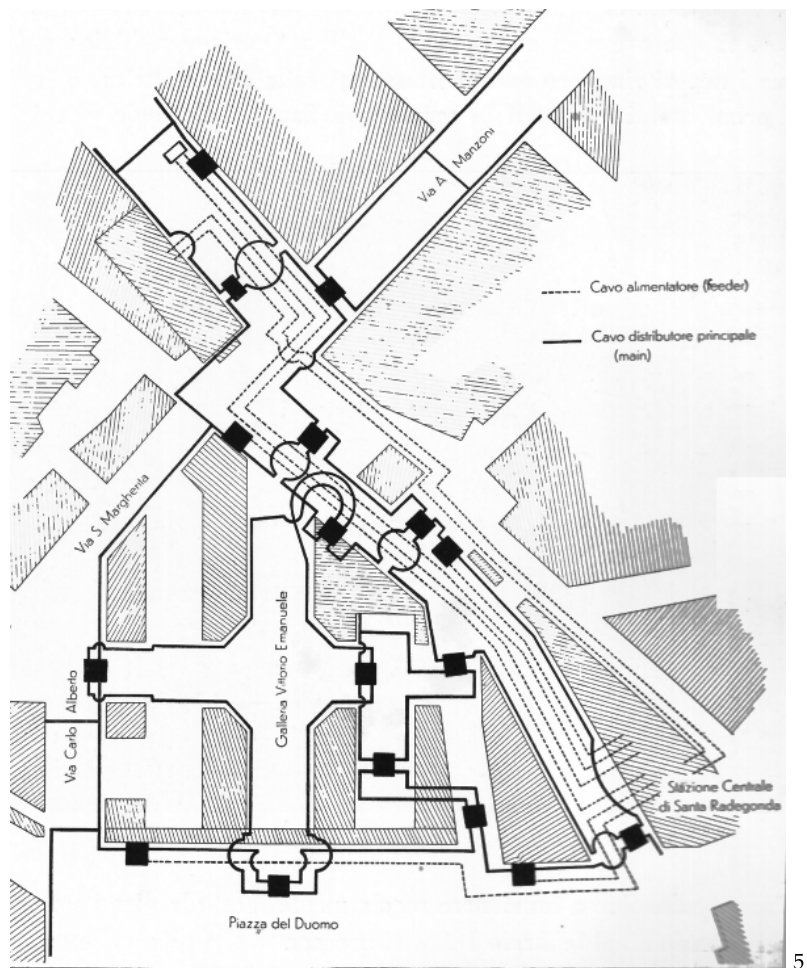 Via A. Manzoni
Cavo alimentatore (feeder)
Cavo distributore principale
(main)
Via S. Margherita
Galleria Vittorio Emanuele
Via Carlo Alberto
Stazione Centrale
di Santa Radegonda
Piazza del Duomo
5